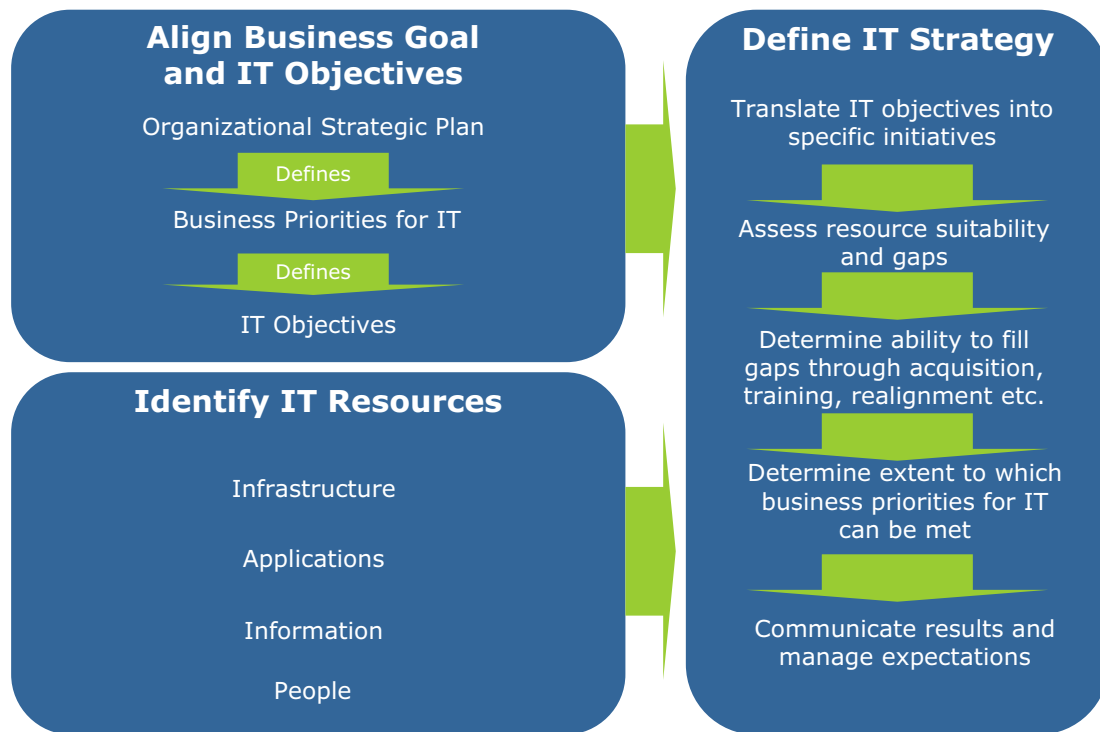 Align Business Goal
and IT Objectives
Organizational Strategic Plan
Defines
Business Priorities for IT
Defines
IT Objectives
Identify IT Resources
Infrastructure
Applications
Information
People
Define IT Strategy
Translate IT objectives into
specific initiatives
Assess resource suitability
and gaps
Determine ability to fill
gaps through acquisition,
training, realignment etc.
Determine extent to which
business priorities for IT
can be met
Communicate results and
manage expectations